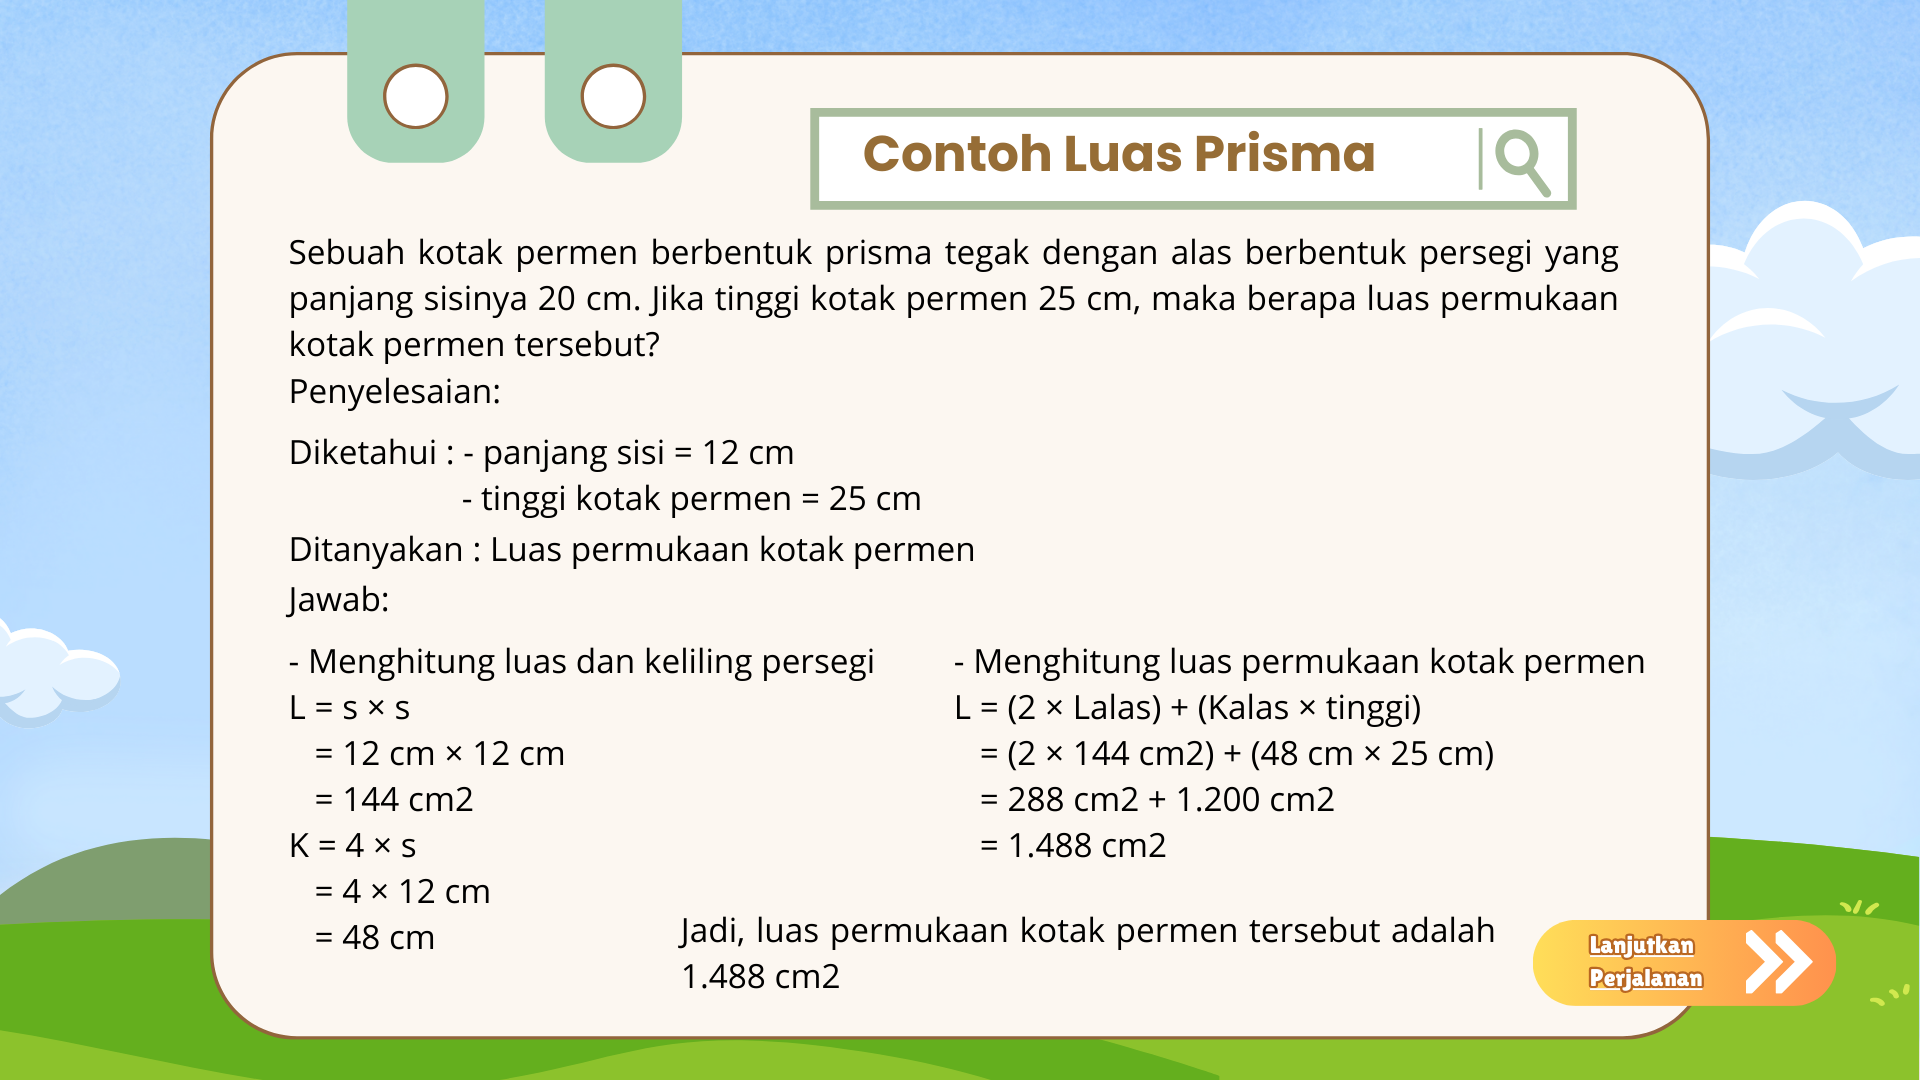 Contoh Luas Prisma
Sebuah kotak permen berbentuk prisma tegak dengan alas berbentuk persegi yang
panjang sisinya 20 cm. Jika tinggi kotak permen 25 cm, maka berapa luas permukaan
kotak permen tersebut?
Penyelesaian:
Diketahui : - panjang sisi = 12 cm
- tinggi kotak permen = 25 cm
Ditanyakan : Luas permukaan kotak permen
Jawab:
- Menghitung luas dan keliling persegi
L = s × s
= 12 cm × 12 cm
= 144 cm2
K = 4 × s
= 4 × 12 cm
= 48 cm
- Menghitung luas permukaan kotak permen
L = (2 × Lalas) + (Kalas × tinggi)
= (2 × 144 cm2) + (48 cm × 25 cm)
= 288 cm2 + 1.200 cm2
= 1.488 cm2
Jadi, luas permukaan kotak permen tersebut adalah
1.488 cm2
Lanjutkan
Perjalanan